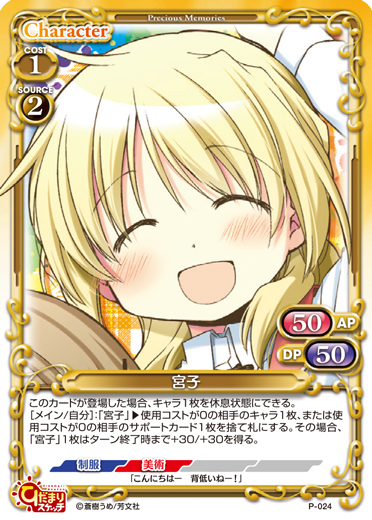 Precious Memories
Character
COST
1
SOURCE
2
50 AP
DP 50
宮子
このカードが登場した場合、キャラ1枚を休息状態にできる。
[メイン/自分]:「宮子」▶使用コストが0の相手のキャラ1枚、または使
用コストが0の相手のサポートカード1枚を捨て札にする。その場合、
「宮子」1枚はターン終了時まで+30/+30を得る。
制服 美術
「こんにちはー　背低いねー!」
ひだまり
スケッチ
©蒼樹うめ/芳文社
P-024